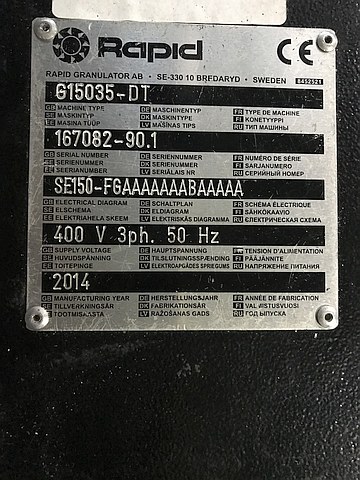 Rapid CE
RAPID GRANULATOR AB • SE-330 10 BREDARYD • SWEDEN 8452521
G15035-DT
GB MACHINE TYPE DE MASCHINENTYP FR TYPE DE MACHINE
SE MASKINTYP DK MASKINTYPE FI KONETYYPPI
EE MASINA TÜÜP LV MAŠĪNAS TIPS RU ТИП МАШИНЫ
167082-90.1
GB SERIAL NUMBER DE SERIENNUMMER FR NUMÉRO DE SÉRIE
SE SERIENUMMER DK SERIENUMMER FI SARJANUMERO
EE SEERIANUMBER LV SERIĀLAIS NR RU СЕРИЙНЫЙ НОМЕР
SE150-FGAAAAAAABAAAAA
GB ELECTRICAL DIAGRAM DE SCHALTPLAN FR SCHÉMA ÉLECTRIQUE
SE ELSCHEMA DK ELDIAGRAM FI SÄHKÖKAAVIO
EE ELEKTRIAHELA SKEEM LV ELEKTRISKĀS DIAGRAMMA RU ЭЛЕКТРИЧЕСКАЯ СХЕМА
400 V 3ph. 50 Hz
GB SUPPLY VOLTAGE DE HAUPTSPANNUNG FR TENSION D'ALIMENTATION
SE HUVUDSPÄNNING DK TILSLUTNINGSSPÆNDING FI PÄÄJÄNNITE
EE TOITEPINGE LV ELEKTROAPGĀDES SPRIEGUMS RU НАПРЯЖЕНИЕ ПИТАНИЯ
2014
GB MANUFACTURING YEAR DE HERSTELLUNGSJAHR FR ANNÉE DE FABRICATION
SE TILLVERKNINGSÅR DK FABRIKATIONSÅR FI VALMISTUSVUOSI
EE TOOTMISAASTA LV RAŽOŠANAS GADS RU ГОД ВЫПУСКА